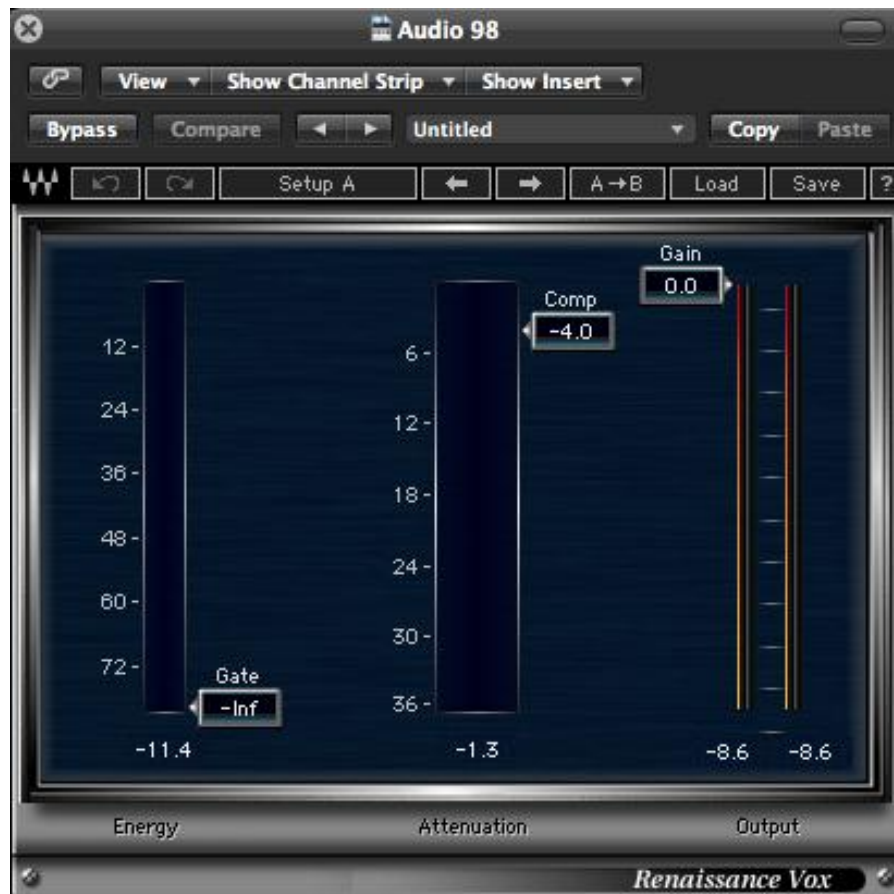 Audio 98
View Show Channel Strip Show Insert
Bypass Compare Untitled Copy Paste
Setup A A→B Load Save ?
Gain
0.0
Comp
-4.0
12-
24-
36-
48-
60-
72-
6-
12-
18-
24-
30-
36-
Gate
-Inf
-11.4 -1.3 -8.6 -8.6
Energy Attenuation Output
Renaissance Vox